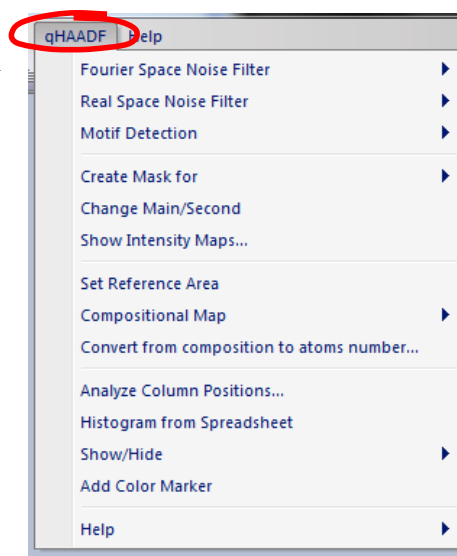 qHAADF Help
Fourier Space Noise Filter
Real Space Noise Filter
Motif Detection
Create Mask for
Change Main/Second
Show Intensity Maps...
Set Reference Area
Compositional Map
Convert from composition to atoms number...
Analyze Column Positions...
Histogram from Spreadsheet
Show/Hide
Add Color Marker
Help